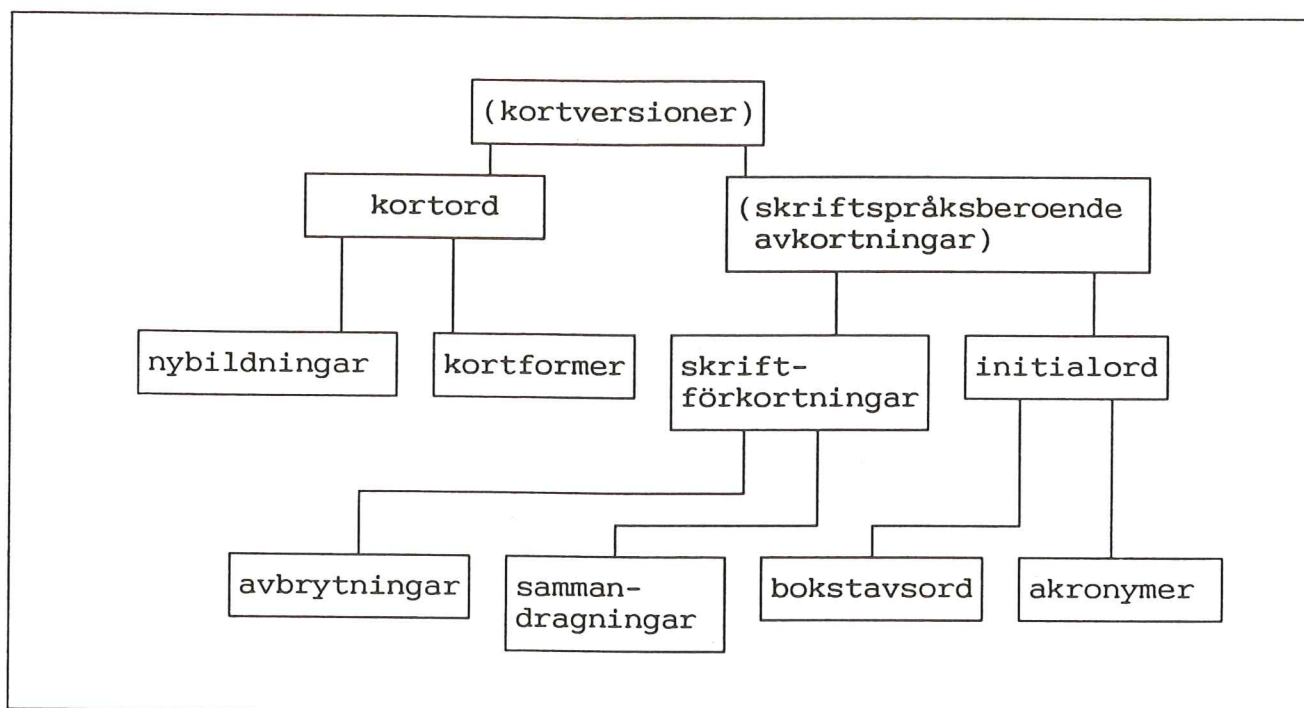 (kortversioner)
kortord
(skriftspråksberoende
avkortningar)
nybildningar
kortformer
skrift-
förkortningar
initialord
avbrytningar
samman-
dragningar
bokstavsord
akronymer